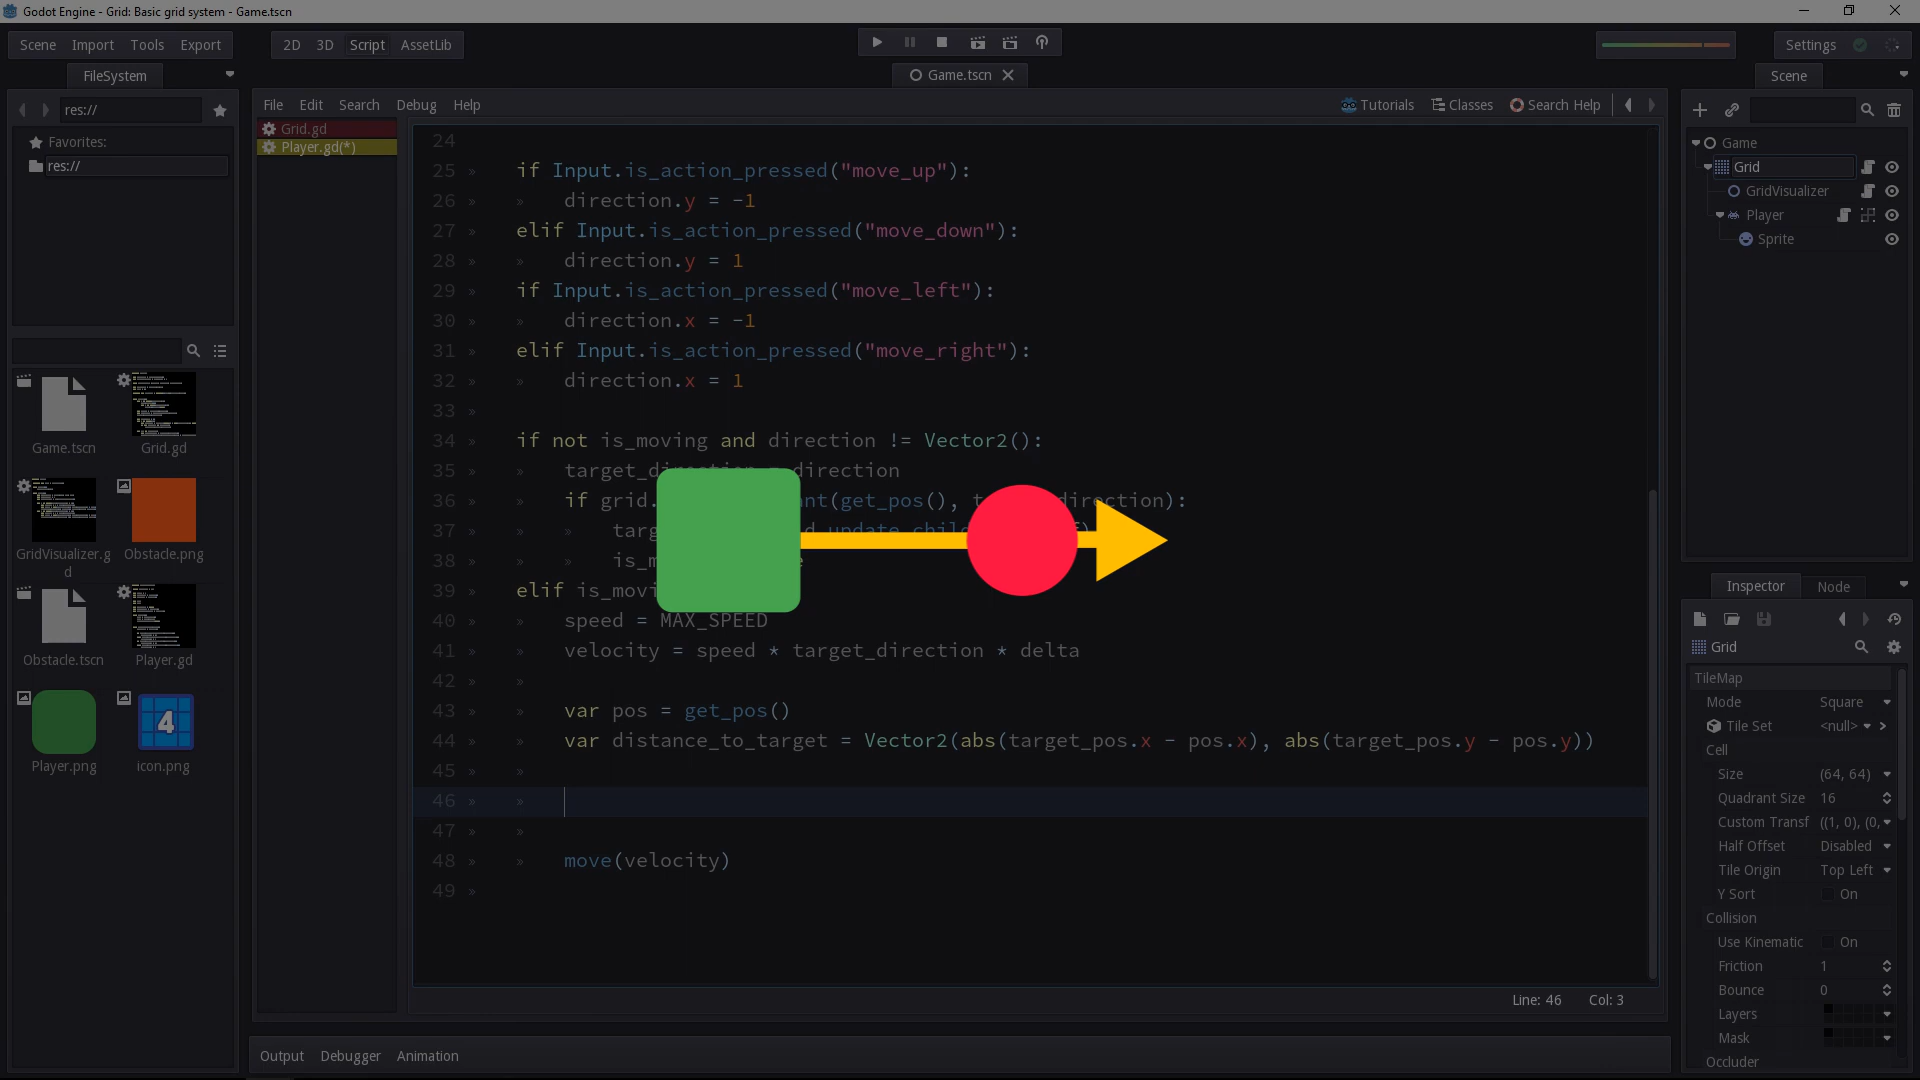 Godot Engine - Grid: Basic grid system - Game.tscn
Scene Import Tools Export 2D 3D Script AssetLib Settings
FileSystem Game.tscn Scene
res://
Favorites:
res://
File Edit Search Debug Help Tutorials Classes Search Help
Grid.gd
Player.gd(*)
24
25 if Input.is_action_pressed("move_up"):
26 direction.y = -1
27 elif Input.is_action_pressed("move_down"):
28 direction.y = 1
29 if Input.is_action_pressed("move_left"):
30 direction.x = -1
31 elif Input.is_action_pressed("move_right"):
32 direction.x = 1
33
34 if not is_moving and direction != Vector2():
35 direction
36 if grid. (get_pos(), direction):
37
38
39 elif
40 speed = MAX_SPEED
41 velocity = speed * target_direction * delta
42
43 var pos = get_pos()
44 var distance_to_target = Vector2(abs(target_pos.x - pos.x), abs(target_pos.y - pos.y))
45
46
47
48 move(velocity)
49
Line: 46 Col: 3
Output Debugger Animation
Game.tscn Grid.gd
GridVisualizer.g
d
Obstacle.png
Obstacle.tscn Player.gd
Player.png icon.png
4
Game
Grid
GridVisualizer
Player
Sprite
Inspector Node
Grid
TileMap
Mode Square
Tile Set <null>
Cell
Size (64, 64)
Quadrant Size 16
Custom Transf ((1, 0), (0,
Half Offset Disabled
Tile Origin Top Left
Y Sort On
Collision
Use Kinematic On
Friction 1
Bounce 0
Layers
Mask
Occluder